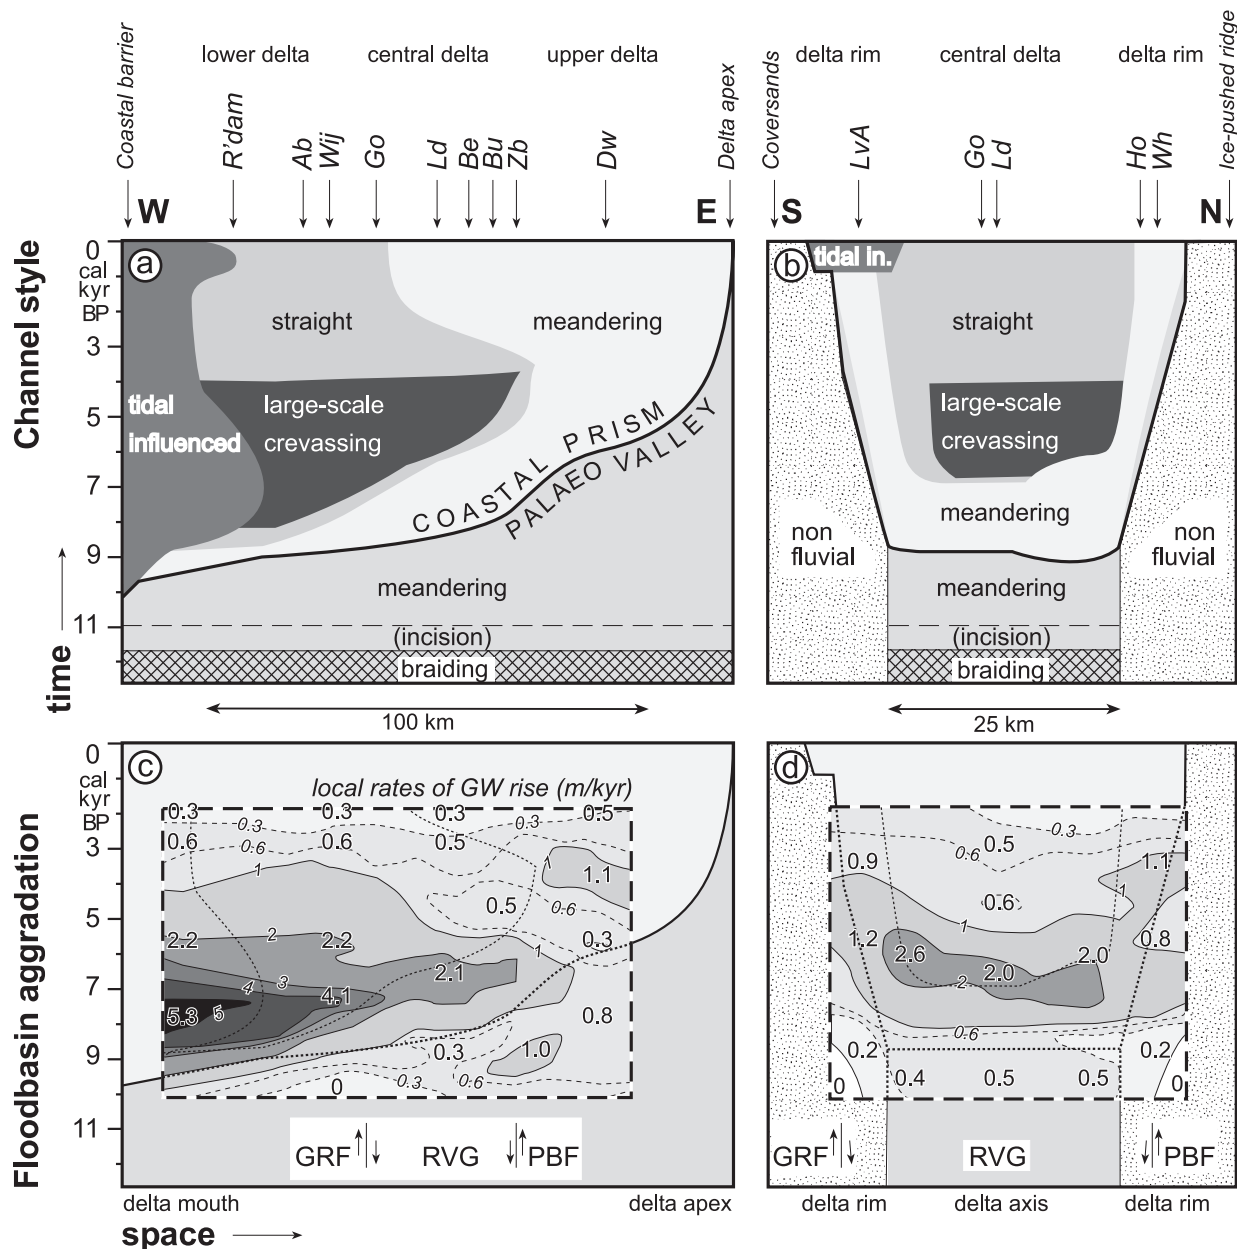 Coastal barrier
lower delta
central delta
upper delta
R'dam
Ab
Wij
Go
Ld
Be
Bu
Zb
Dw
Delta apex
W
E
Coversands
delta rim
central delta
delta rim
LvA
Go
Ld
Ho
Wh
Ice-pushed ridge
S
N
Channel style
time
0
cal
kyr
BP
3
5
7
9
11
a
straight
meandering
tidal
influenced
large-scale
crevassing
COASTAL PRISM
PALAEO VALLEY
meandering
(incision)
braiding
100 km
b
tidal in.
straight
large-scale
crevassing
meandering
non
fluvial
non
fluvial
meandering
(incision)
braiding
25 km
Floodbasin aggradation
0
cal
kyr
BP
3
5
7
9
11
c
local rates of GW rise (m/kyr)
0.3 0.3 0.3 0.5
0.3 0.3
0.6 0.6 0.5
0.6
1 1 1.1
0.5 0.6
2.2 2 2.2 1 0.3
2.1
3
4 4.1
5.3 5 0.8
0.3 1.0
0 0.3 0.6
GRF RVG PBF
delta mouth
delta apex
space
d
0.3
0.5
0.6
0.9 1.1
1
0.6
1
1.2 0.8
2.6 2.0 2.0
2
0.6
0.2 0.2
0 0.4 0.5 0.5 0
GRF RVG PBF
delta rim
delta axis
delta rim